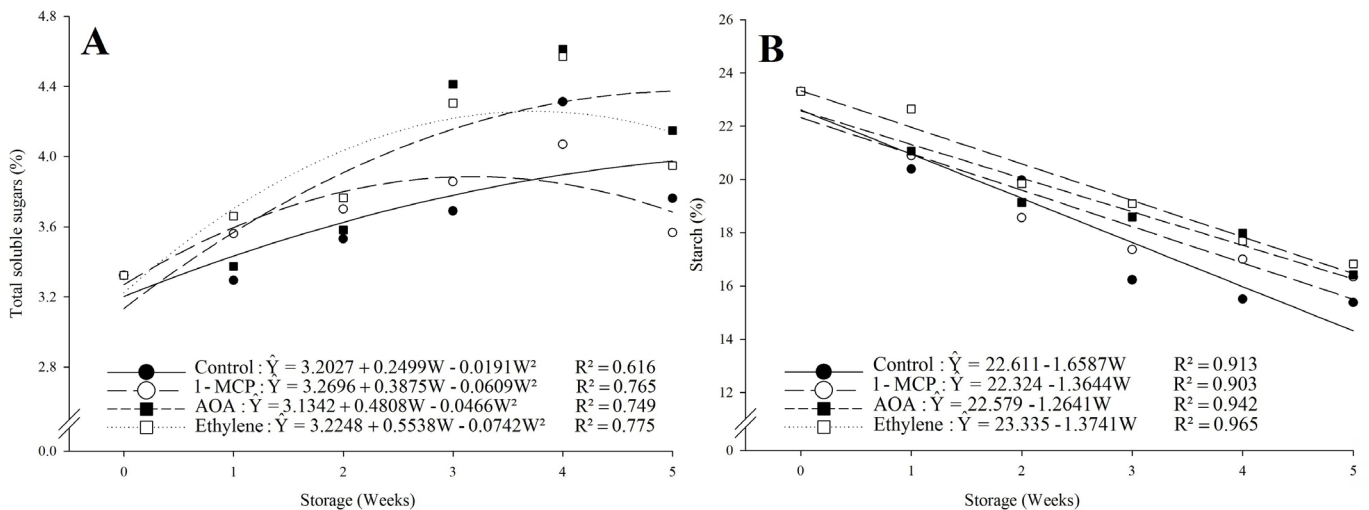 A
Total soluble sugars (%)
4.8
4.4
4.0
3.6
3.2
2.8
0.0
Control : Ŷ = 3.2027 + 0.2499W - 0.0191W² R² = 0.616
1 - MCP : Ŷ = 3.2696 + 0.3875W - 0.0609W² R² = 0.765
AOA : Ŷ = 3.1342 + 0.4808W - 0.0466W² R² = 0.749
Ethylene : Ŷ = 3.2248 + 0.5538W - 0.0742W² R² = 0.775
0 1 2 3 4 5
Storage (Weeks)
B
Starch (%)
26
24
22
20
18
16
14
12
0
Control : Ŷ = 22.611 -1.6587W R² = 0.913
1 - MCP : Ŷ = 22.324 -1.3644W R² = 0.903
AOA : Ŷ = 22.579 -1.2641W R² = 0.942
Ethylene : Ŷ = 23.335 -1.3741W R² = 0.965
0 1 2 3 4 5
Storage (Weeks)